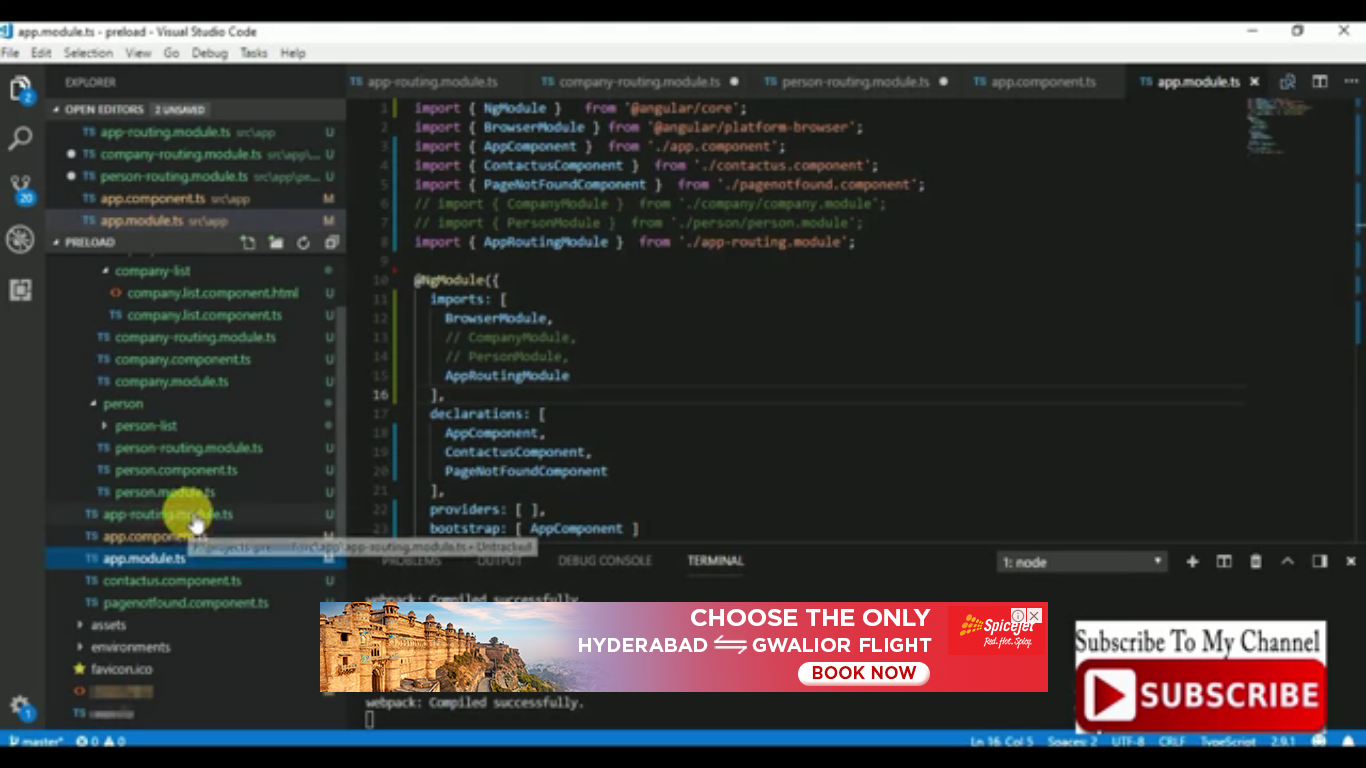 app.module.ts - preload - Visual Studio Code
File Edit Selection View Go Debug Tasks Help
EXPLORER
OPEN EDITORS 2 UNSAVED
TS app-routing.module.ts src\app U
TS company-routing.module.ts src\app\... U
TS person-routing.module.ts src\app\pe... U
TS app.component.ts src\app M
TS app.module.ts src\app M
PRELOAD
company-list
company.list.component.html U
TS company.list.component.ts U
TS company-routing.module.ts U
TS company.component.ts U
TS company.module.ts U
person
person-list
TS person-routing.module.ts U
TS person.component.ts U
TS person.module.ts U
TS app-routing.module.ts U
TS app.component.ts
TS app.module.ts M
TS contactus.component.ts U
TS pagenotfound.component.ts U
assets
environments
favicon.ico
TS
2
20
1
TS app-routing.module.ts TS company-routing.module.ts TS person-routing.module.ts TS app.component.ts TS app.module.ts
1 import { NgModule } from '@angular/core';
2 import { BrowserModule } from '@angular/platform-browser';
3 import { AppComponent } from './app.component';
4 import { ContactusComponent } from './contactus.component';
5 import { PageNotFoundComponent } from './pagenotfound.component';
6 // import { CompanyModule } from './company/company.module';
7 // import { PersonModule } from './person/person.module';
8 import { AppRoutingModule } from './app-routing.module';
9
10 @NgModule({
11 imports: [
12 BrowserModule,
13 // CompanyModule,
14 // PersonModule,
15 AppRoutingModule
16 ],
17 declarations: [
18 AppComponent,
19 ContactusComponent,
20 PageNotFoundComponent
21 ],
22 providers: [ ],
23 bootstrap: [ AppComponent ]
src\app\app-routing.module.ts • Untracked
PROBLEMS OUTPUT DEBUG CONSOLE TERMINAL 1: node
webpack: Compiled successfully.
CHOOSE THE ONLY
HYDERABAD GWALIOR FLIGHT
BOOK NOW
SpiceJet
Red. Hot. Spicy.
webpack: Compiled successfully.
Subscribe To My Channel
SUBSCRIBE
master* 0 0 Ln 16, Col 5 Spaces: 2 UTF-8 CRLF TypeScript 2.9.1